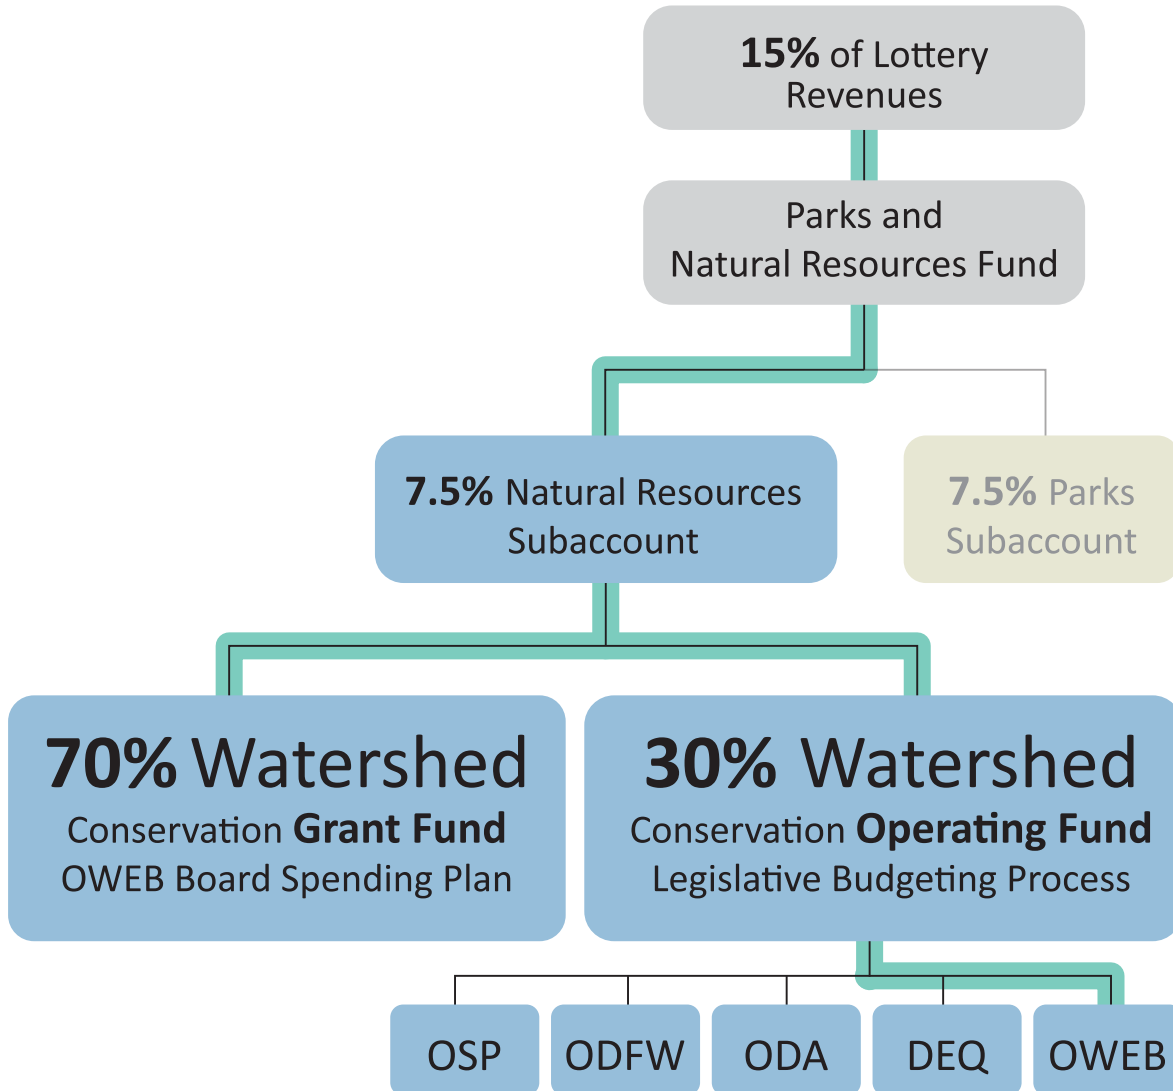 15% of Lottery
Revenues
Parks and
Natural Resources Fund
7.5% Natural Resources
Subaccount
7.5% Parks
Subaccount
70% Watershed
Conservation Grant Fund
OWEB Board Spending Plan
30% Watershed
Conservation Operating Fund
Legislative Budgeting Process
OSP
ODFW
ODA
DEQ
OWEB